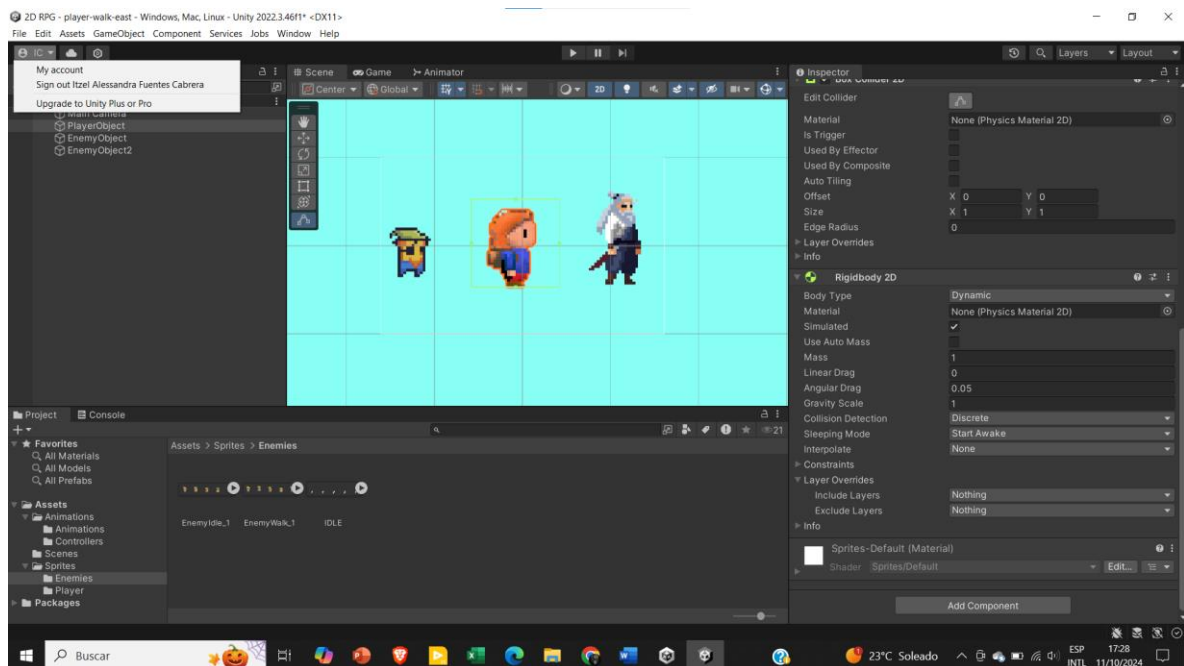 2D RPG - player-walk-east - Windows, Mac, Linux - Unity 2022.3.46f1* <DX11>
File Edit Assets GameObject Component Services Jobs Window Help
IC
Layers
Layout
My account
Sign out Itzel Alessandra Fuentes Cabrera
Upgrade to Unity Plus or Pro
Main Camera
PlayerObject
EnemyObject
EnemyObject2
Scene
Game
Animator
Center
Global
2D
Inspector
Box Collider 2D
Edit Collider
Material None (Physics Material 2D)
Is Trigger
Used By Effector
Used By Composite
Auto Tiling
Offset X 0 Y 0
Size X 1 Y 1
Edge Radius 0
Layer Overrides
Info
Rigidbody 2D
Body Type Dynamic
Material None (Physics Material 2D)
Simulated
Use Auto Mass
Mass 1
Linear Drag 0
Angular Drag 0.05
Gravity Scale 1
Collision Detection Discrete
Sleeping Mode Start Awake
Interpolate None
Constraints
Layer Overrides
Include Layers Nothing
Exclude Layers Nothing
Info
Sprites-Default (Material)
Shader Sprites/Default Edit...
Add Component
Project
Console
21
Favorites
All Materials
All Models
All Prefabs
Assets
Animations
Animations
Controllers
Scenes
Sprites
Enemies
Player
Packages
Assets > Sprites > Enemies
EnemyIdle_1 EnemyWalk_1 IDLE
Buscar
23°C Soleado
ESP
INTL
17:28
11/10/2024